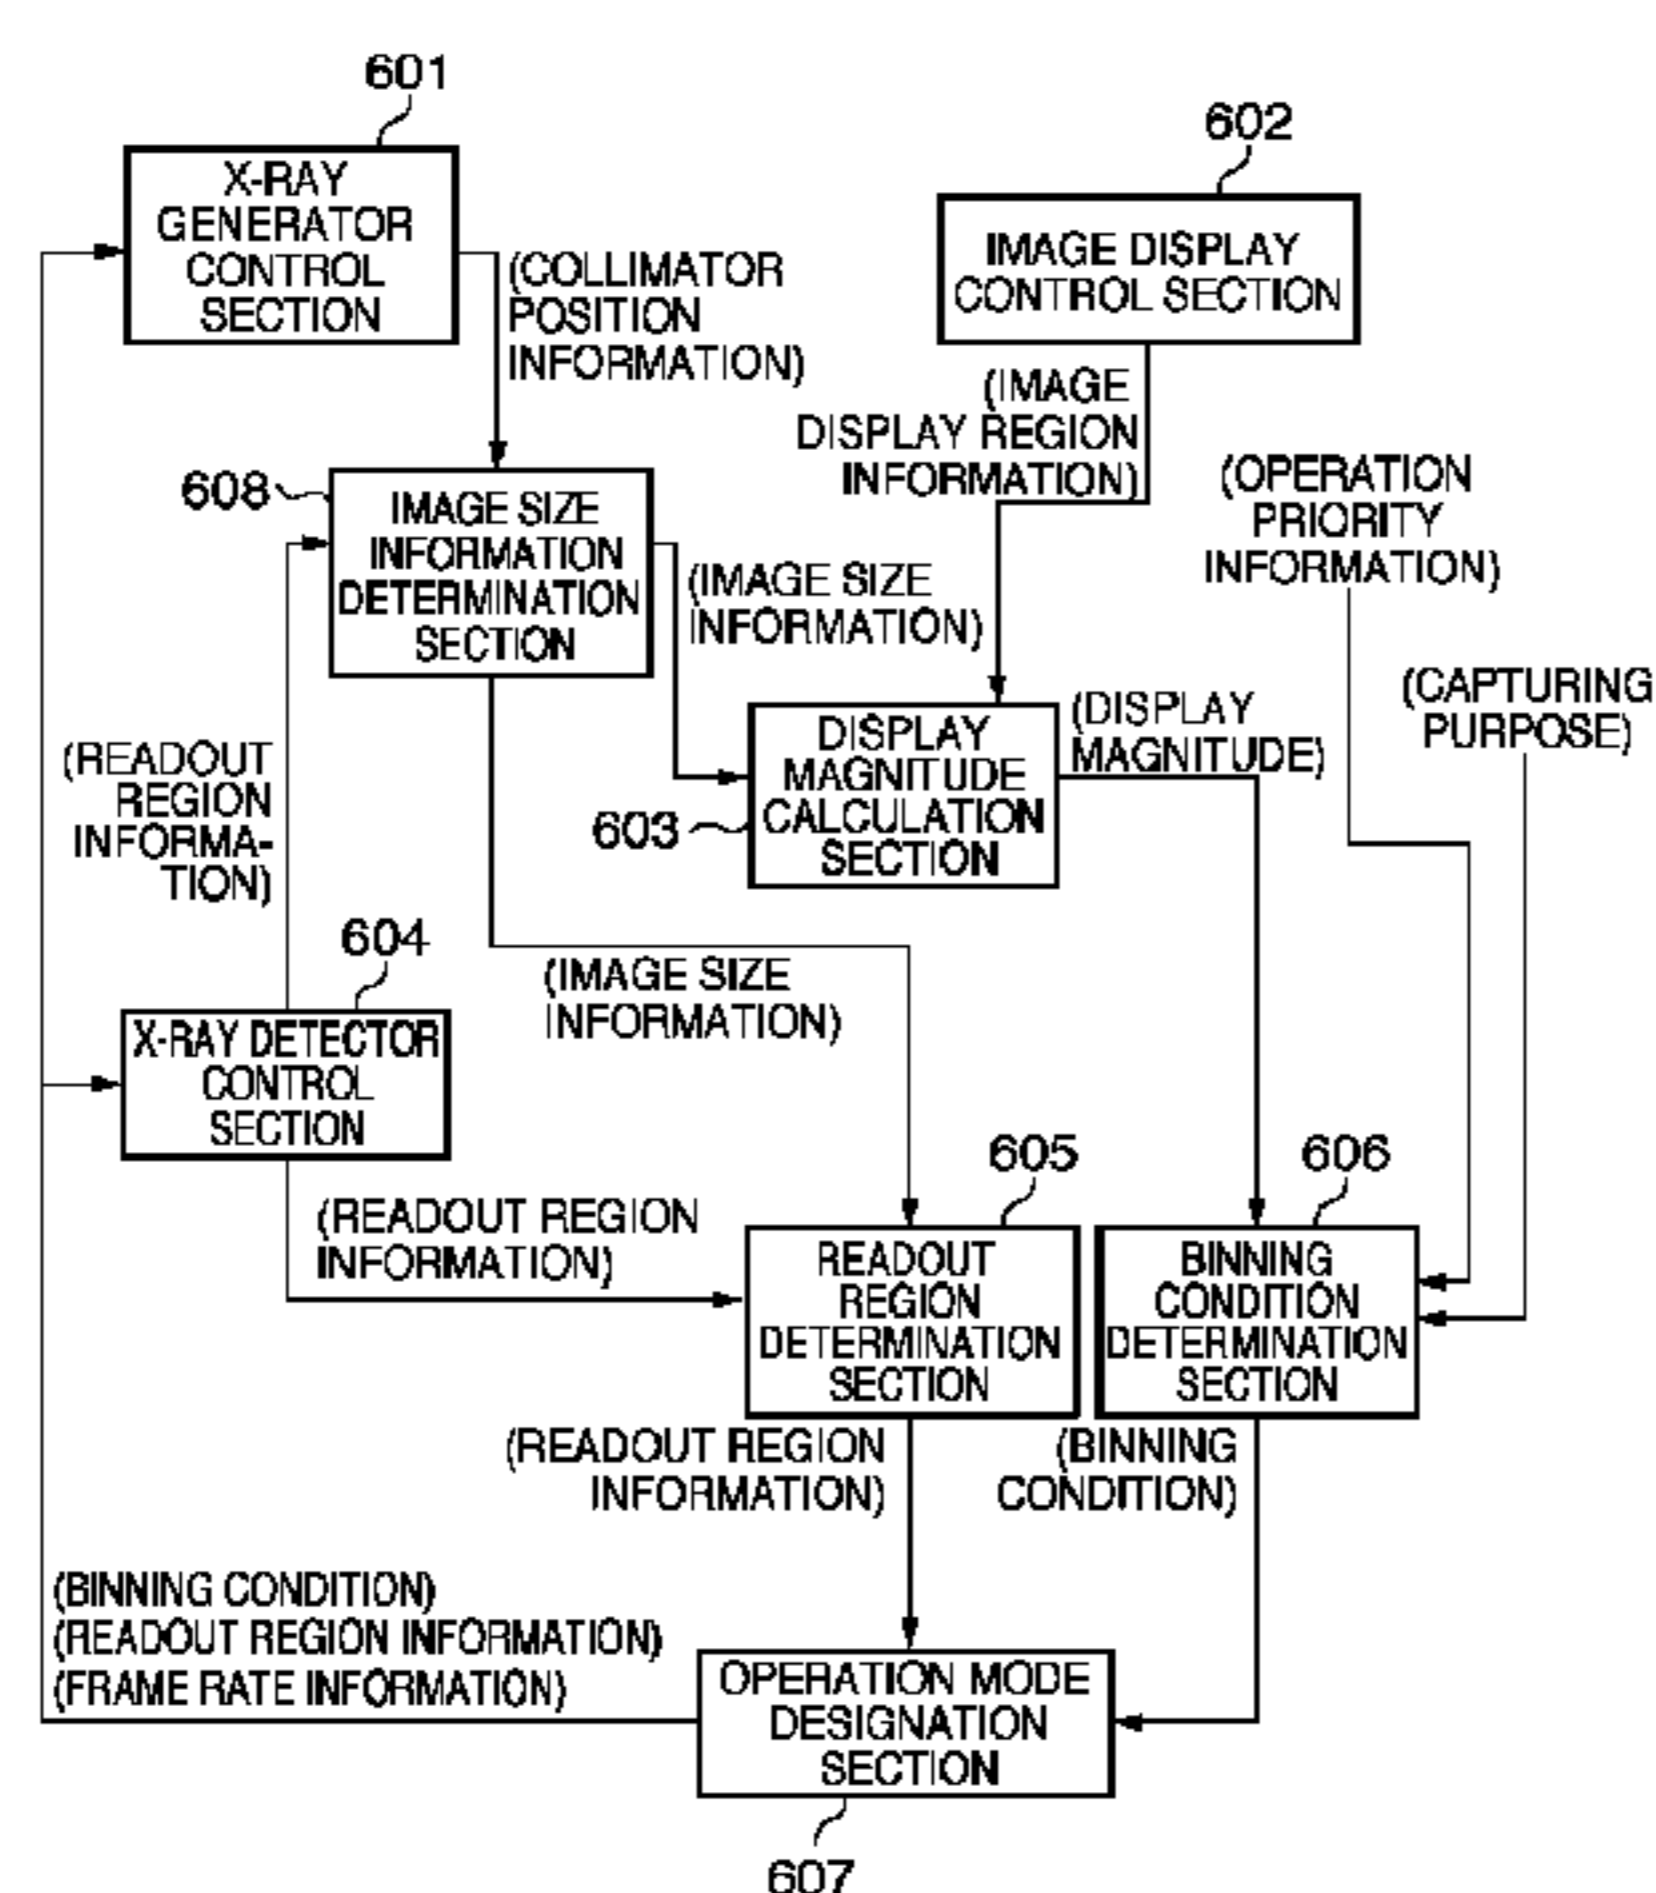 601
X-RAY
GENERATOR
CONTROL
SECTION
602
IMAGE DISPLAY
CONTROL SECTION
(COLLIMATOR
POSITION
INFORMATION)
(IMAGE
DISPLAY REGION
INFORMATION)
(OPERATION
PRIORITY
INFORMATION)
608
IMAGE SIZE
INFORMATION
DETERMINATION
SECTION
(IMAGE SIZE
INFORMATION)
(CAPTURING
PURPOSE)
(READOUT
REGION
INFORMA-
TION)
603
DISPLAY
MAGNITUDE
CALCULATION
SECTION
(DISPLAY
MAGNITUDE)
604
X-RAY DETECTOR
CONTROL
SECTION
(IMAGE SIZE
INFORMATION)
(READOUT REGION
INFORMATION)
605
READOUT
REGION
DETERMINATION
SECTION
606
BINNING
CONDITION
DETERMINATION
SECTION
(READOUT REGION
INFORMATION)
(BINNING
CONDITION)
(BINNING CONDITION)
(READOUT REGION INFORMATION)
(FRAME RATE INFORMATION)
OPERATION MODE
DESIGNATION
SECTION
607